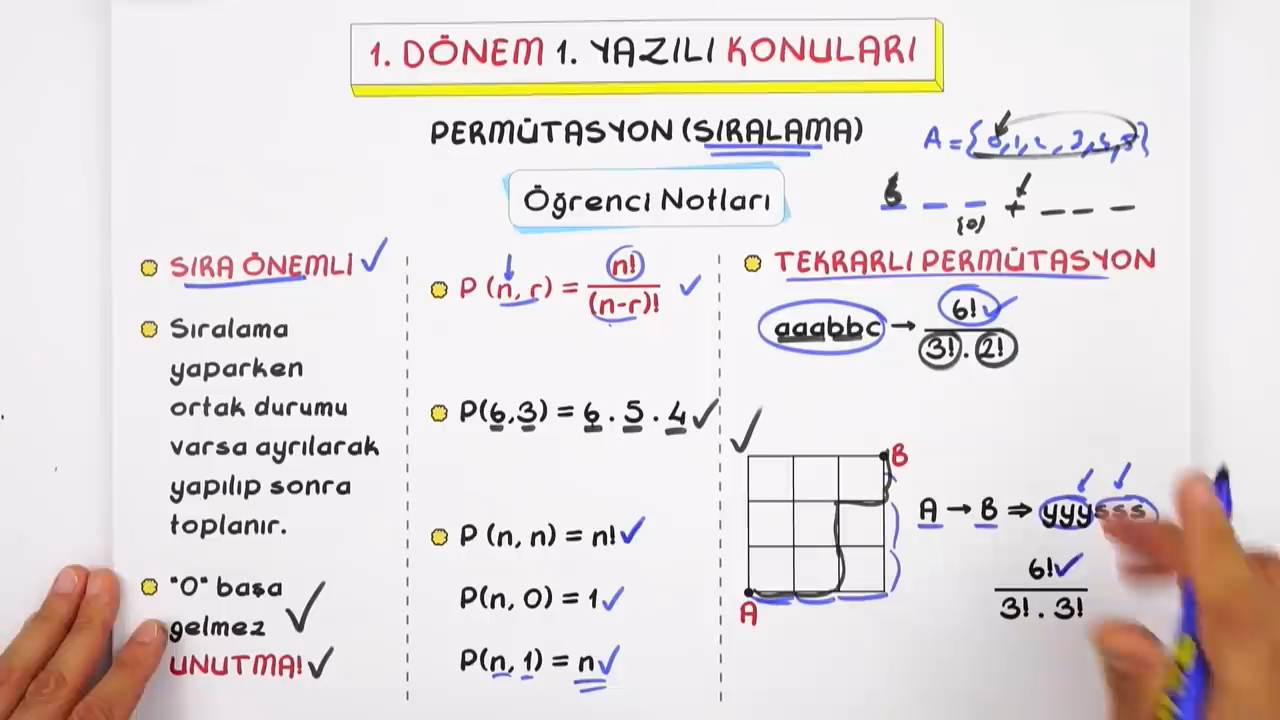 1. DÖNEM 1. YAZILI KONULARI
PERMÜTASYON (SIRALAMA)
Öğrenci Notları
SIRA ÖNEMLİ
Sıralama
yaparken
ortak durumu
varsa ayrılarak
yapılıp sonra
toplanır.
"0" başa
gelmez
UNUTMA!
P (n, r) = n! / (n-r)!
P(6,3) = 6 . 5 . 4
P (n, n) = n!
P(n, 0) = 1
P(n, 1) = n
A = {0,1,2,3,4,5}
{0}
TEKRARLI PERMÜTASYON
aaabbc → 6! / 3! . 2!
B
A
A → B ⇒ yyysss
6!
3! . 3!